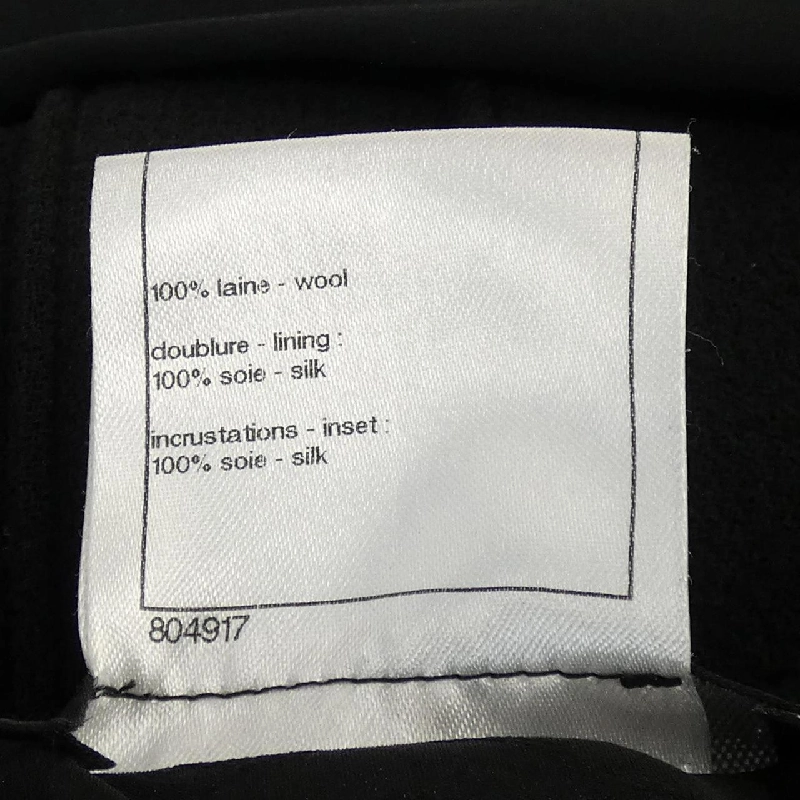 100% laine - wool
doublure - lining :
100% soie - silk
incrustations - inset :
100% soie - silk
804917